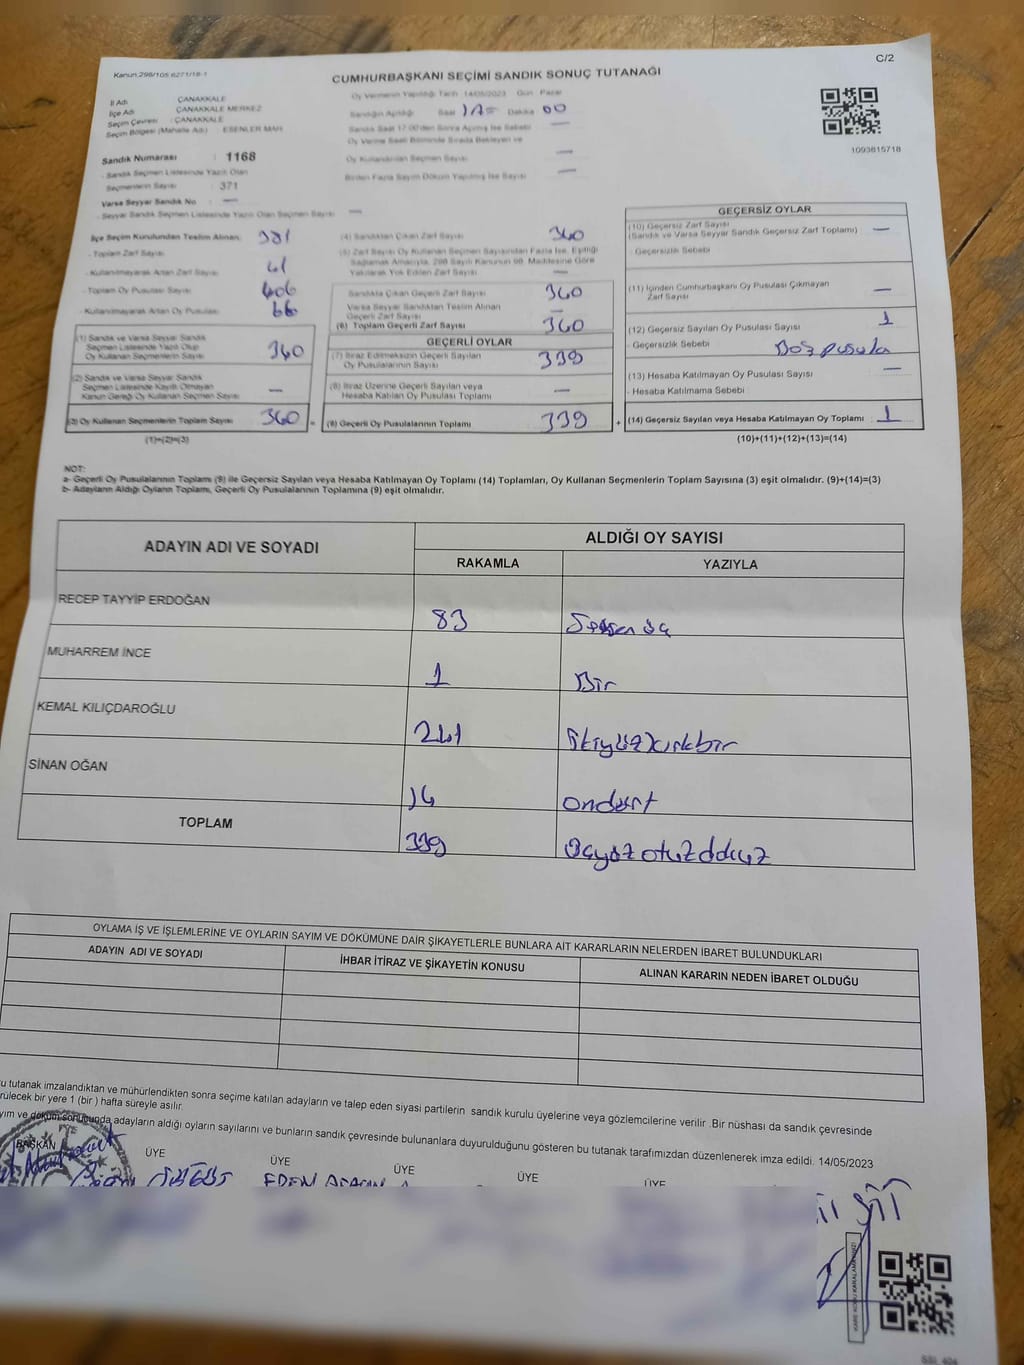 C/2
Kanun.298/105 6271/18-1
CUMHURBAŞKANI SEÇİMİ SANDIK SONUÇ TUTANAĞI
İl Adı ÇANAKKALE
İlçe Adı ÇANAKKALE MERKEZ
Seçim Çevresi : ÇANAKKALE
Seçim Bölgesi (Mahalle Adı) : ESENLER MAH
Sandık Numarası : 1168
- Sandık Seçmen Listesinde Yazılı Olan
Seçmenlerin Sayısı : 371
Varsa Seyyar Sandık No : —
- Seyyar Sandık Seçmen Listesinde Yazılı Olan Seçmen Sayısı —
Oy Vermenin Yapıldığı Tarih 14/05/2023 Gün Pazar
Sandığın Açıldığı Saat Dakika 00
Sandık Saat 17:00'den Sonra Açılmış İse Sebebi —
Oy Verme Saati Bitiminde Sırada Bekleyen ve
Oy Kullandırılan Seçmen Sayısı —
Birden Fazla Sayım Döküm Yapılmış İse Sayısı —
1093815718
İlçe Seçim Kurulundan Teslim Alınan: 381
- Toplam Zarf Sayısı
- Kullanılmayarak Artan Zarf Sayısı
- Toplam Oy Pusulası Sayısı 406
- Kullanılmayarak Artan Oy Pusulası 66
(1) Sandık ve Varsa Seyyar Sandık
Seçmen Listesinde Yazılı Olup
Oy Kullanan Seçmenlerin Sayısı 340
(2) Sandık ve Varsa Seyyar Sandık
Seçmen Listesinde Kayıtlı Olmayan
Kanun Gereği Oy Kullanan Seçmen Sayısı —
(3) Oy Kullanan Seçmenlerin Toplam Sayısı 340
(1)+(2)=(3)
(4) Sandıktan Çıkan Zarf Sayısı 340
(5) Zarf Sayısı Oy Kullanan Seçmen Sayısından Fazla İse, Eşitliği
Sağlamak Amacıyla, 298 Sayılı Kanunun 98. Maddesine Göre
Yakılarak Yok Edilen Zarf Sayısı —
Sandıkta Çıkan Geçerli Zarf Sayısı 340
Varsa Seyyar Sandıktan Teslim Alınan
Geçerli Zarf Sayısı —
(6) Toplam Geçerli Zarf Sayısı 340
GEÇERLİ OYLAR
(7) İtiraz Edilmeksizin Geçerli Sayılan
Oy Pusulasının Sayısı 339
(8) İtiraz Üzerine Geçerli Sayılan veya
Hesaba Katılan Oy Pusulası Toplamı —
= (9) Geçerli Oy Pusulalarının Toplamı 339
GEÇERSİZ OYLAR
(10) Geçersiz Zarf Sayısı
(Sandık ve Varsa Seyyar Sandık Geçersiz Zarf Toplamı) —
- Geçersizlik Sebebi
(11) İçinden Cumhurbaşkanı Oy Pusulası Çıkmayan
Zarf Sayısı —
(12) Geçersiz Sayılan Oy Pusulası Sayısı 1
- Geçersizlik Sebebi Boş pusula
(13) Hesaba Katılmayan Oy Pusulası Sayısı —
- Hesaba Katılmama Sebebi
+ (14) Geçersiz Sayılan veya Hesaba Katılmayan Oy Toplamı 1
(10)+(11)+(12)+(13)=(14)
NOT:
a- Geçerli Oy Pusulalarının Toplamı (9) ile Geçersiz Sayılan veya Hesaba Katılmayan Oy Toplamı (14) Toplamları, Oy Kullanan Seçmenlerin Toplam Sayısına (3) eşit olmalıdır. (9)+(14)=(3)
b- Adayların Aldığı Oyların Toplamı, Geçerli Oy Pusulalarının Toplamına (9) eşit olmalıdır.
ADAYIN ADI VE SOYADI ALDIĞI OY SAYISI
RAKAMLA YAZIYLA
RECEP TAYYİP ERDOĞAN 83 Seksen üç
MUHARREM İNCE 1 Bir
KEMAL KILIÇDAROĞLU 241 ikiyüzkırkbir
SİNAN OĞAN 14 ondört
TOPLAM 339 üçyüzotuzdokuz
OYLAMA İŞ VE İŞLEMLERİNE VE OYLARIN SAYIM VE DÖKÜMÜNE DAİR ŞİKAYETLERLE BUNLARA AİT KARARLARIN NELERDEN İBARET BULUNDUKLARI
ADAYIN ADI VE SOYADI İHBAR İTİRAZ VE ŞİKAYETİN KONUSU ALINAN KARARIN NEDEN İBARET OLDUĞU
u tutanak imzalandıktan ve mühürlendikten sonra seçime katılan adayların ve talep eden siyasi partilerin sandık kurulu üyelerine veya gözlemcilerine verilir .Bir nüshası da sandık çevresinde
rülecek bir yere 1 (bir ) hafta süreyle asılır.
yım ve döküm sonucunda adayların aldığı oyların sayılarını ve bunların sandık çevresinde bulunanlara duyurulduğunu gösteren bu tutanak tarafımızdan düzenlenerek imza edildi. 14/05/2023
BAŞKAN ÜYE ÜYE ÜYE ÜYE ÜYE